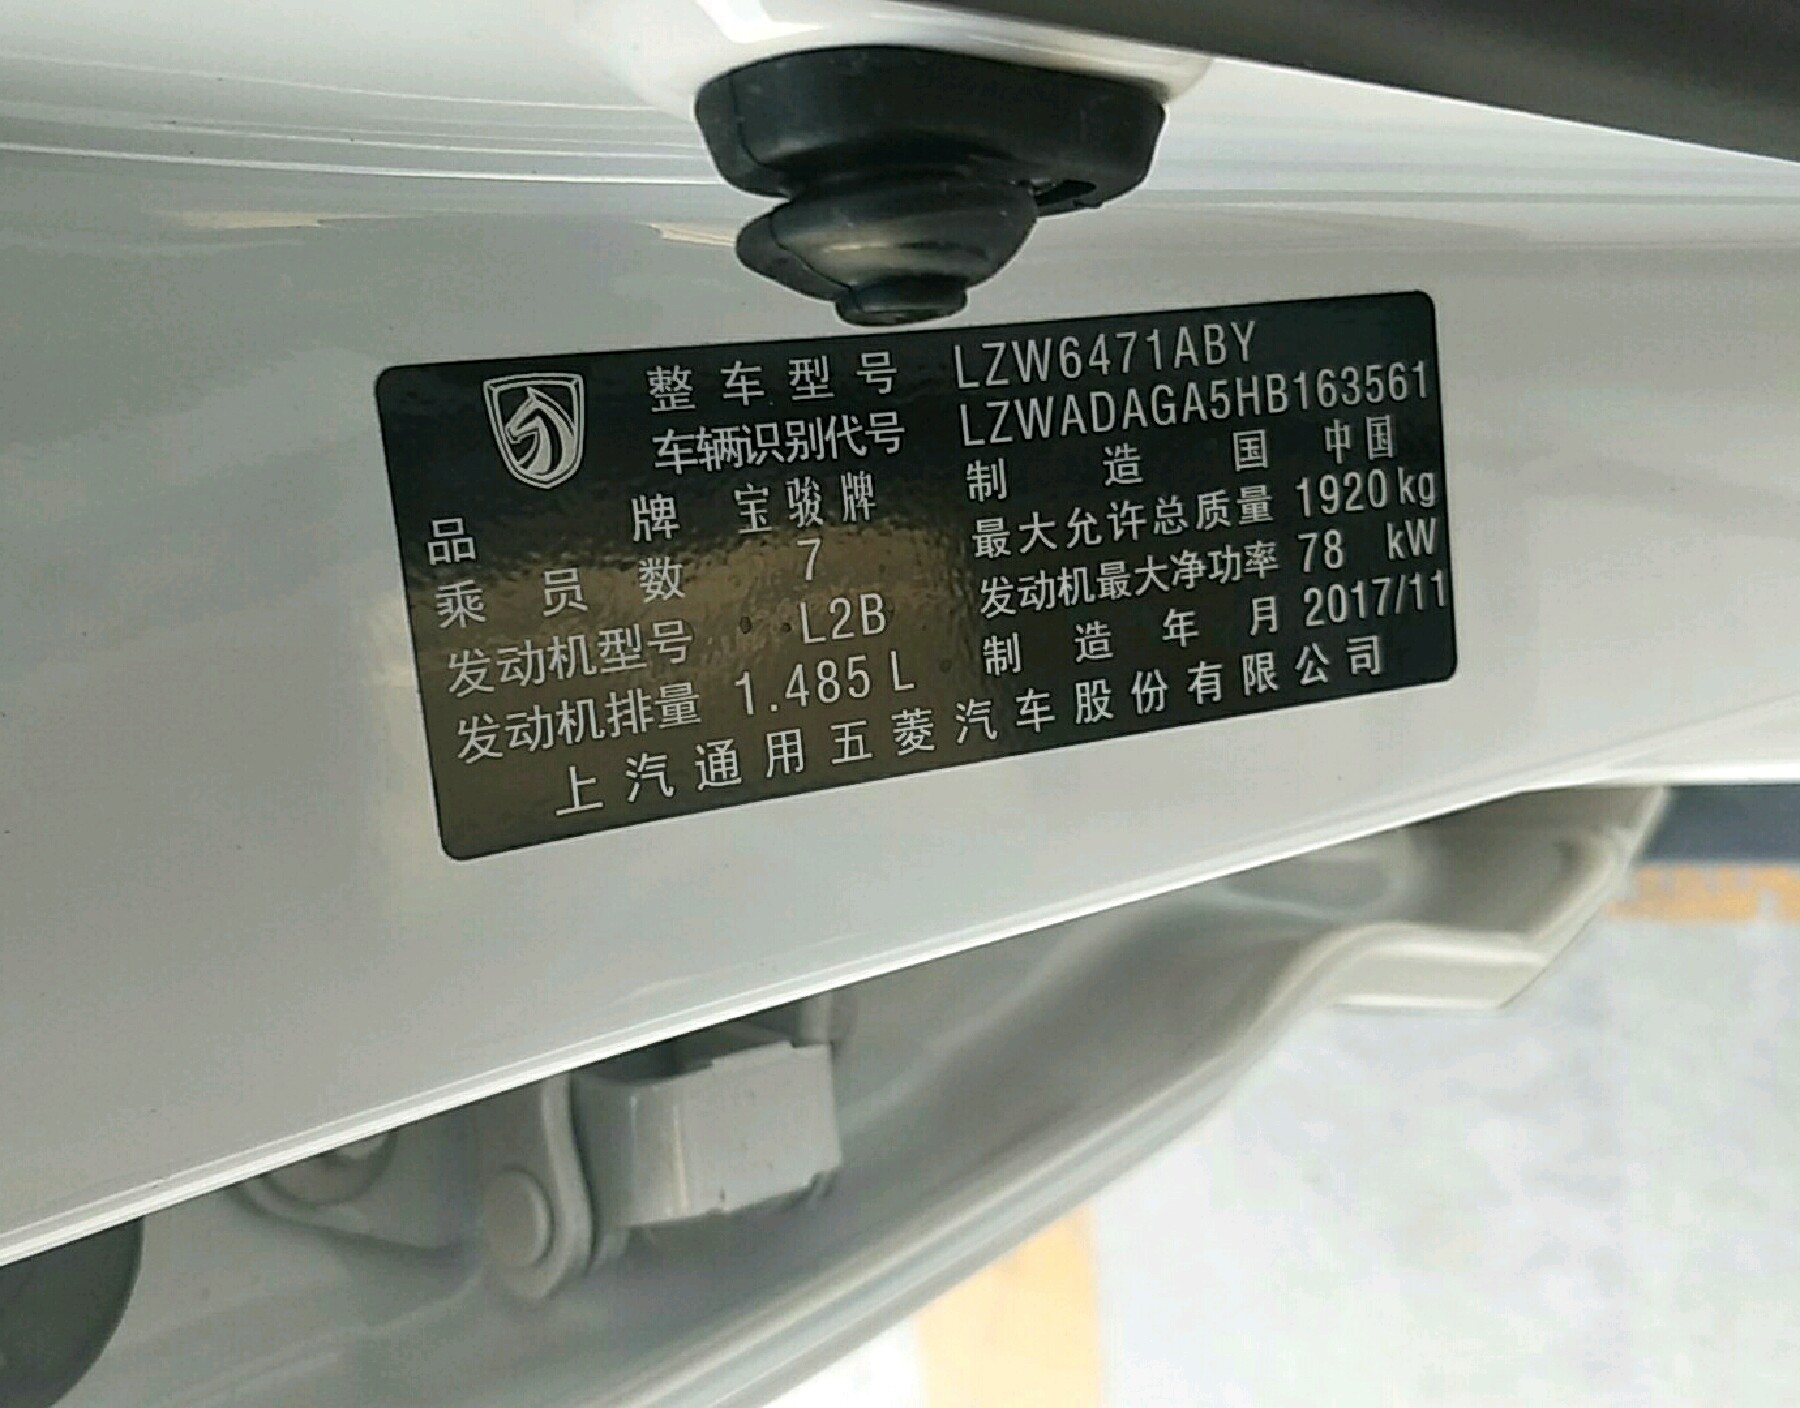 整车型号 LZW6471ABY
车辆识别代号 LZWADAGA5HB163561
品牌 宝骏牌 制造国 中国
乘员数 7 最大允许总质量 1920kg
发动机型号 L2B 发动机最大净功率 78 kW
发动机排量 1.485L 制造年月 2017/11
上汽通用五菱汽车股份有限公司